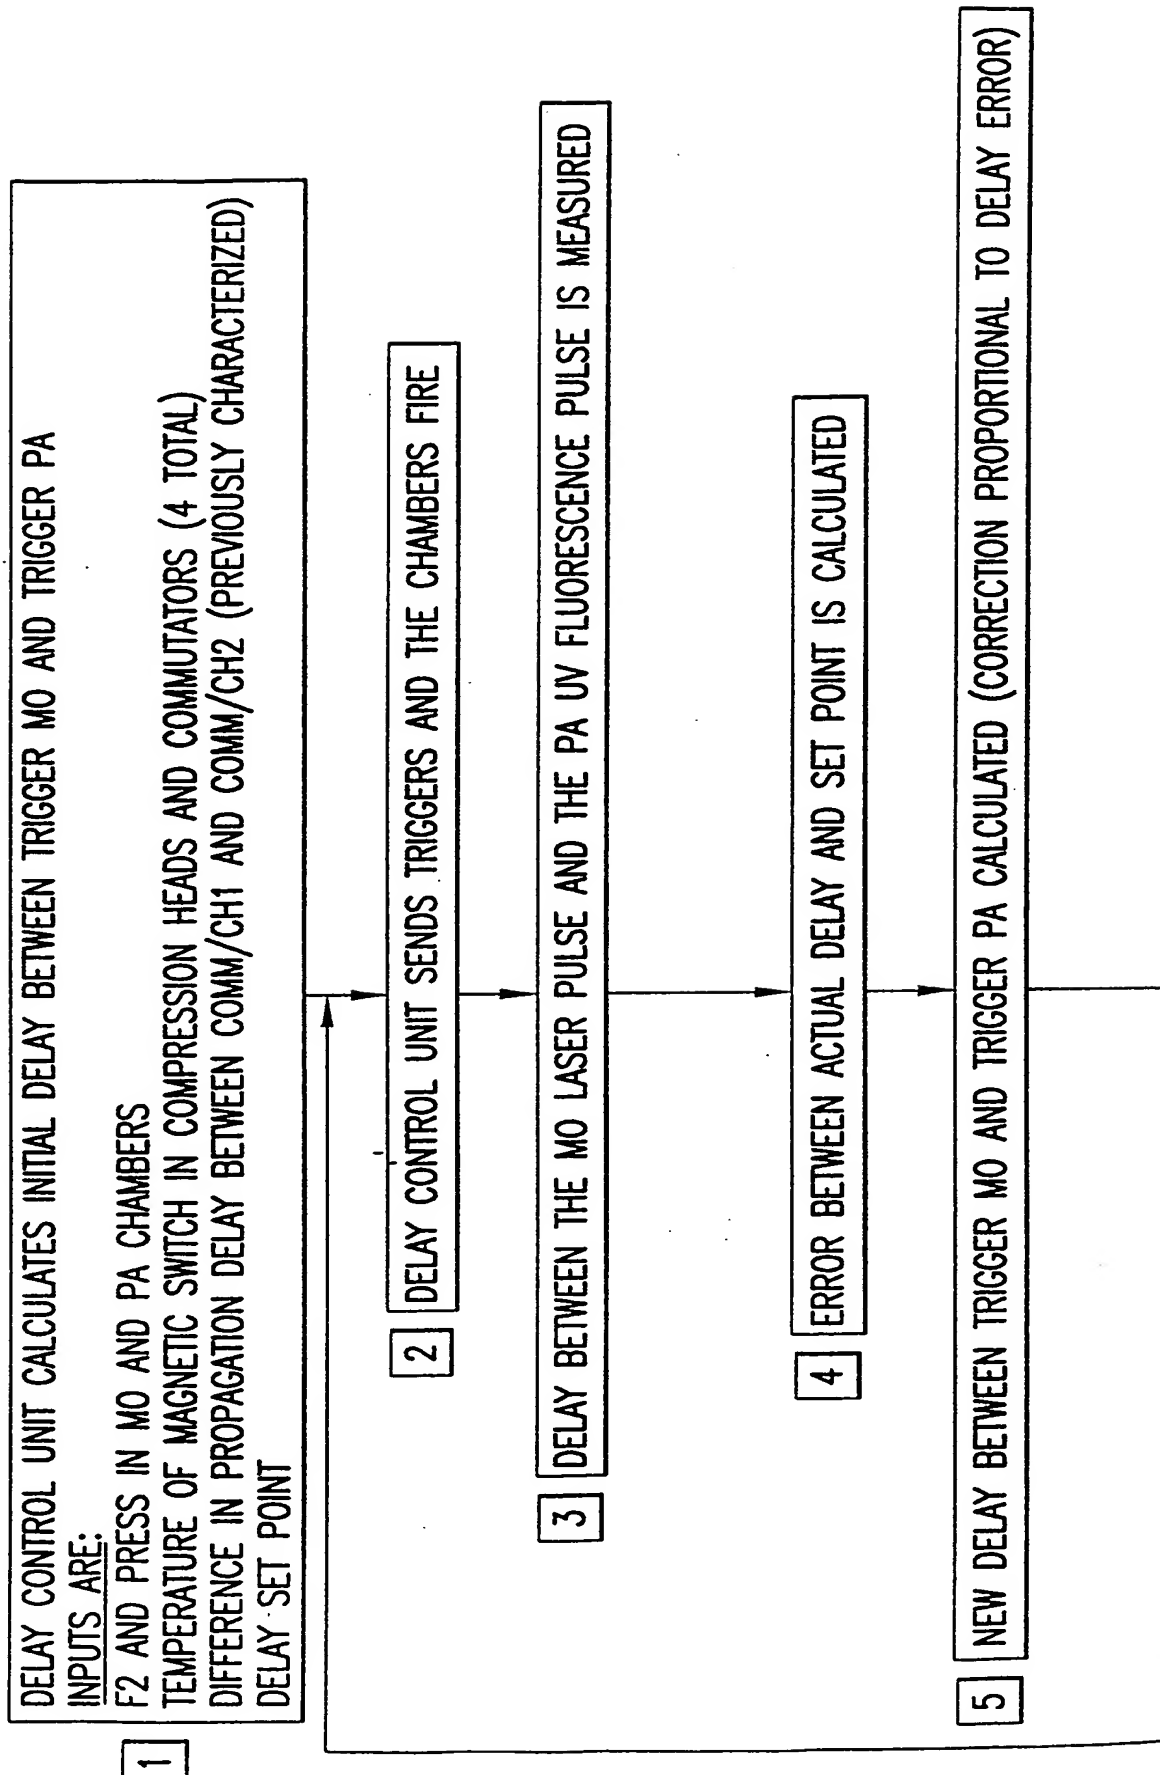 1
DELAY CONTROL UNIT CALCULATES INITIAL DELAY BETWEEN TRIGGER MO AND TRIGGER PA
INPUTS ARE:
F2 AND PRESS IN MO AND PA CHAMBERS
TEMPERATURE OF MAGNETIC SWITCH IN COMPRESSION HEADS AND COMMUTATORS (4 TOTAL)
DIFFERENCE IN PROPAGATION DELAY BETWEEN COMM/CH1 AND COMM/CH2 (PREVIOUSLY CHARACTERIZED)
DELAY SET POINT
2
DELAY CONTROL UNIT SENDS TRIGGERS AND THE CHAMBERS FIRE
3
DELAY BETWEEN THE MO LASER PULSE AND THE PA UV FLUORESCENCE PULSE IS MEASURED
4
ERROR BETWEEN ACTUAL DELAY AND SET POINT IS CALCULATED
5
NEW DELAY BETWEEN TRIGGER MO AND TRIGGER PA CALCULATED (CORRECTION PROPORTIONAL TO DELAY ERROR)